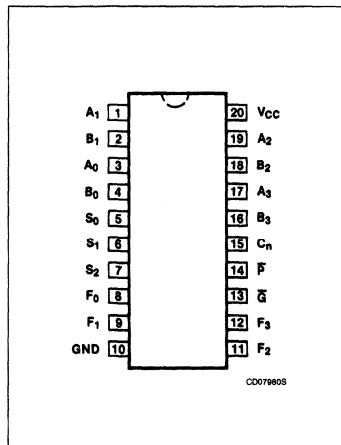 A1 1 20 VCC
B1 2 19 A2
A0 3 18 B2
B0 4 17 A3
S0 5 16 B3
S1 6 15 Cn
S2 7 14 P̅
F0 8 13 G̅
F1 9 12 F3
GND 10 11 F2
CD07980S